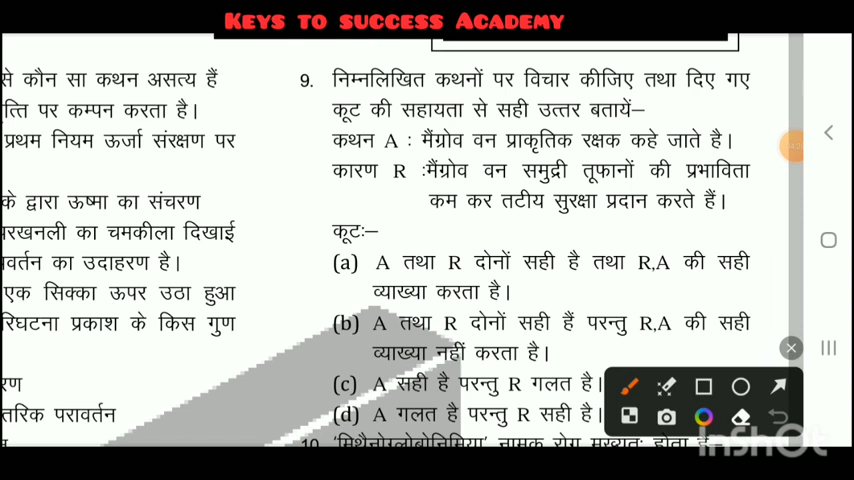 KEYS TO SUCCESS ACADEMY
से कौन सा कथन असत्य हैं
त्ति पर कम्पन करता है।
प्रथम नियम ऊर्जा संरक्षण पर
के द्वारा ऊष्मा का संचरण
परखनली का चमकीला दिखाई
वर्तन का उदाहरण है।
एक सिक्का ऊपर उठा हुआ
रिघटना प्रकाश के किस गुण
रण
तरिक परावर्तन
9. निम्नलिखित कथनों पर विचार कीजिए तथा दिए गए
कूट की सहायता से सही उत्तर बतायें–
कथन A : मैंग्रोव वन प्राकृतिक रक्षक कहे जाते है।
कारण R :मैंग्रोव वन समुद्री तूफानों की प्रभाविता
कम कर तटीय सुरक्षा प्रदान करते हैं।
कूटः–
(a) A तथा R दोनों सही है तथा R,A की सही
व्याख्या करता है।
(b) A तथा R दोनों सही हैं परन्तु R,A की सही
व्याख्या नहीं करता है।
(c) A सही है परन्तु R गलत है।
(d) A गलत है परन्तु R सही है।
10. 'मिथैनोग्लोबोनिमिया' नामक रोग मुख्यतः होता है
InShot